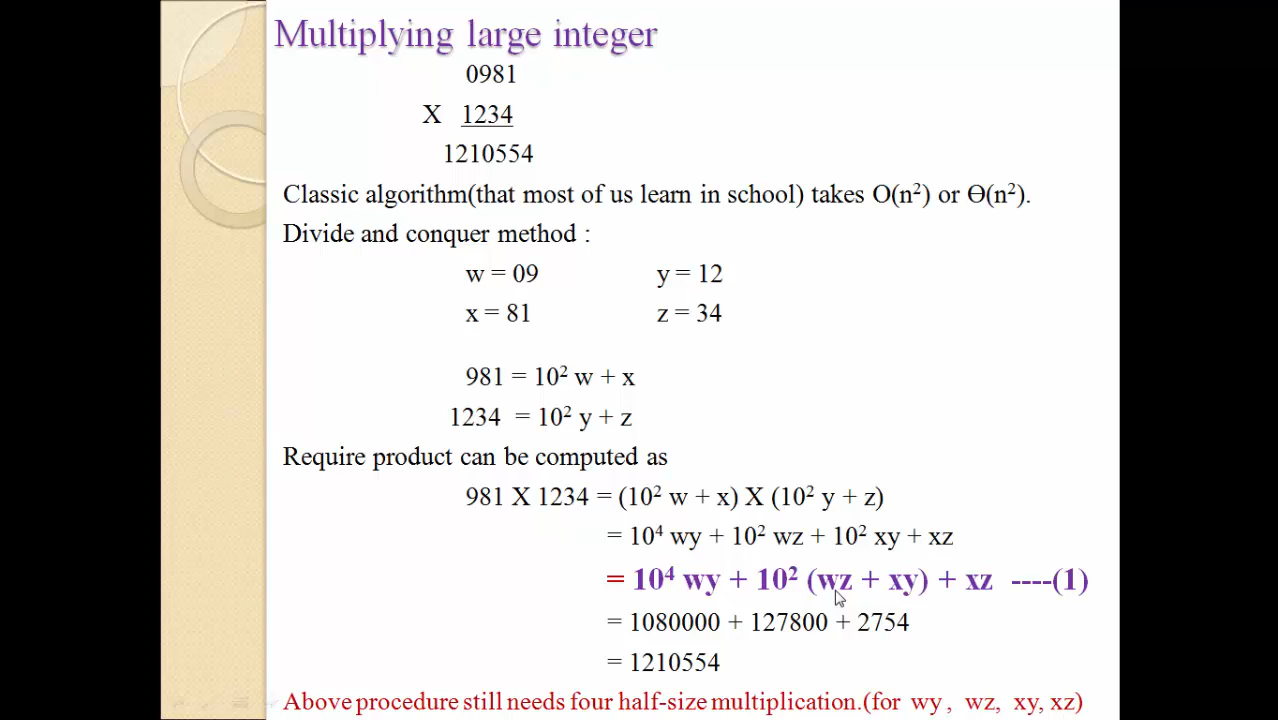 Multiplying large integer
0981
X 1234
1210554
Classic algorithm(that most of us learn in school) takes O(n²) or Ɵ(n²).
Divide and conquer method :
w = 09 y = 12
x = 81 z = 34
981 = 10² w + x
1234 = 10² y + z
Require product can be computed as
981 X 1234 = (10² w + x) X (10² y + z)
= 10⁴ wy + 10² wz + 10² xy + xz
= 10⁴ wy + 10² (wz + xy) + xz ----(1)
= 1080000 + 127800 + 2754
= 1210554
Above procedure still needs four half-size multiplication.(for wy , wz, xy, xz)